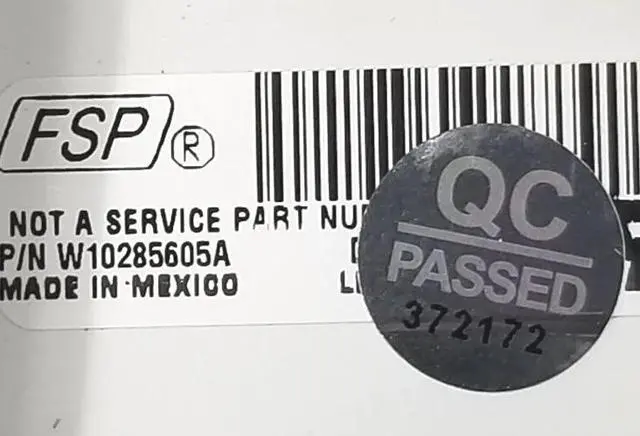 FSP ®
NOT A SERVICE PART NU
P/N W10285605A
MADE IN MEXICO
QC
PASSED
372172